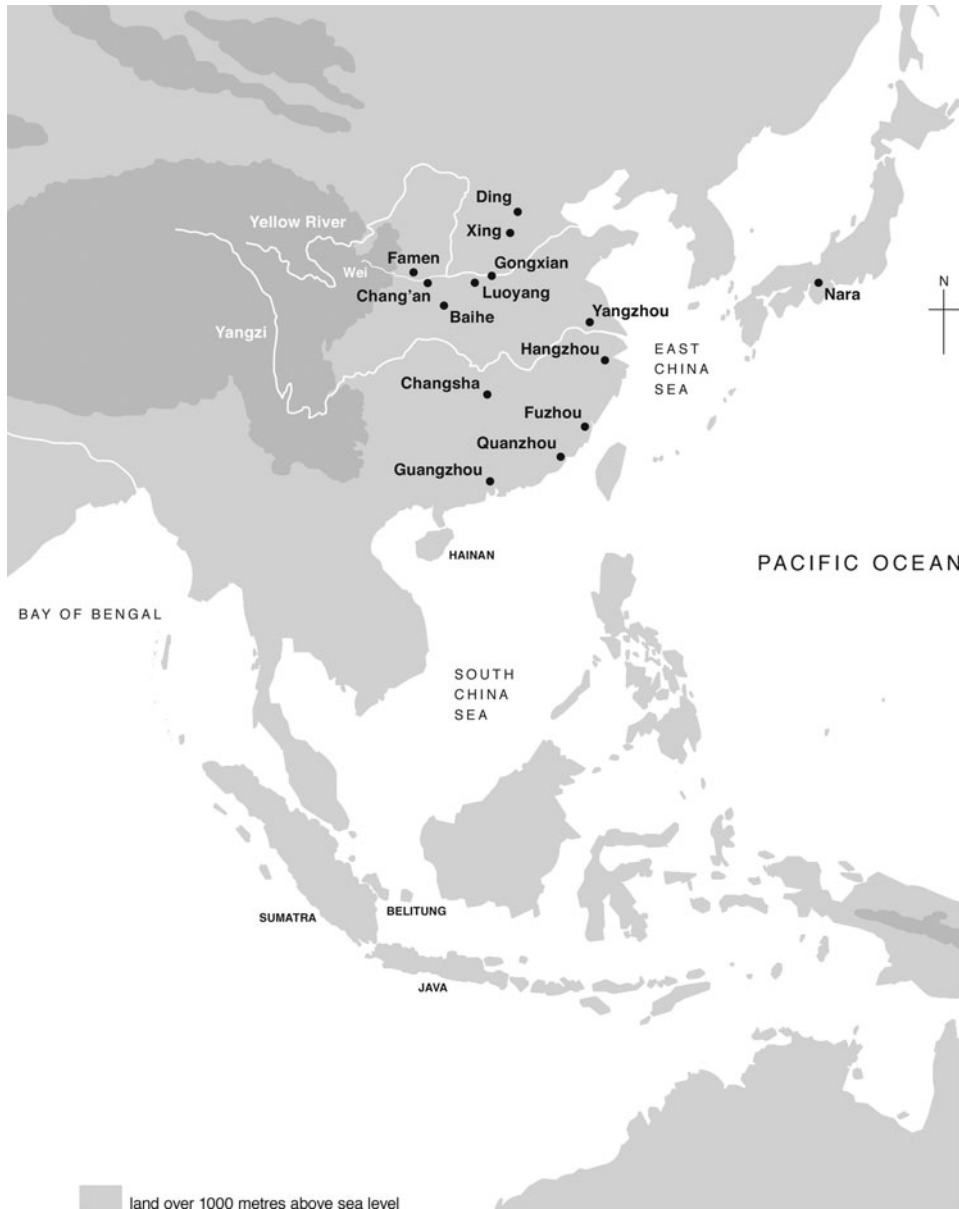 Ding
Xing
Yellow River
Famen
Gongxian
Wei
Chang'an
Luoyang
Nara
N
Baihe
Yangzhou
Yangzi
Hangzhou
EAST
CHINA
SEA
Changsha
Fuzhou
Quanzhou
Guangzhou
HAINAN
PACIFIC OCEAN
BAY OF BENGAL
SOUTH
CHINA
SEA
BELITUNG
SUMATRA
JAVA
land over 1000 metres above sea level